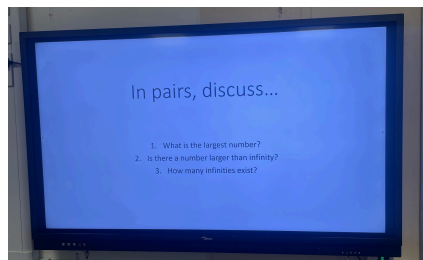 In pairs, discuss...
1. What is the largest number?
2. Is there a number larger than infinity?
3. How many infinities exist?